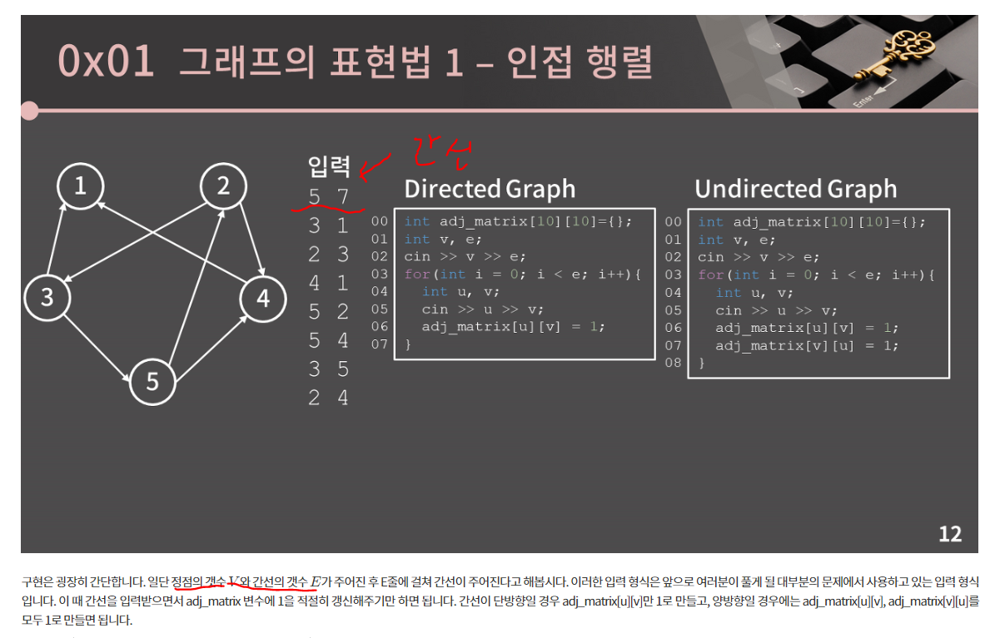 0x01 그래프의 표현법 1 – 인접 행렬
Enter
1
2
3
4
5
간선
입력
5 7
3 1
2 3
4 1
5 2
5 4
3 5
2 4
Directed Graph
00 int adj_matrix[10][10]={};
01 int v, e;
02 cin >> v >> e;
03 for(int i = 0; i < e; i++){
04 int u, v;
05 cin >> u >> v;
06 adj_matrix[u][v] = 1;
07 }
Undirected Graph
00 int adj_matrix[10][10]={};
01 int v, e;
02 cin >> v >> e;
03 for(int i = 0; i < e; i++){
04 int u, v;
05 cin >> u >> v;
06 adj_matrix[u][v] = 1;
07 adj_matrix[v][u] = 1;
08 }
12
구현은 굉장히 간단합니다. 일단 정점의 갯수 V와 간선의 갯수 E가 주어진 후 E줄에 걸쳐 간선이 주어진다고 해봅시다. 이러한 입력 형식은 앞으로 여러분이 풀게 될 대부분의 문제에서 사용하고 있는 입력 형식
입니다. 이 때 간선을 입력받으면서 adj_matrix 변수에 1을 적절히 갱신해주기만 하면 됩니다. 간선이 단방향일 경우 adj_matrix[u][v]만 1로 만들고, 양방향일 경우에는 adj_matrix[u][v], adj_matrix[v][u]를
모두 1로 만들면 됩니다.